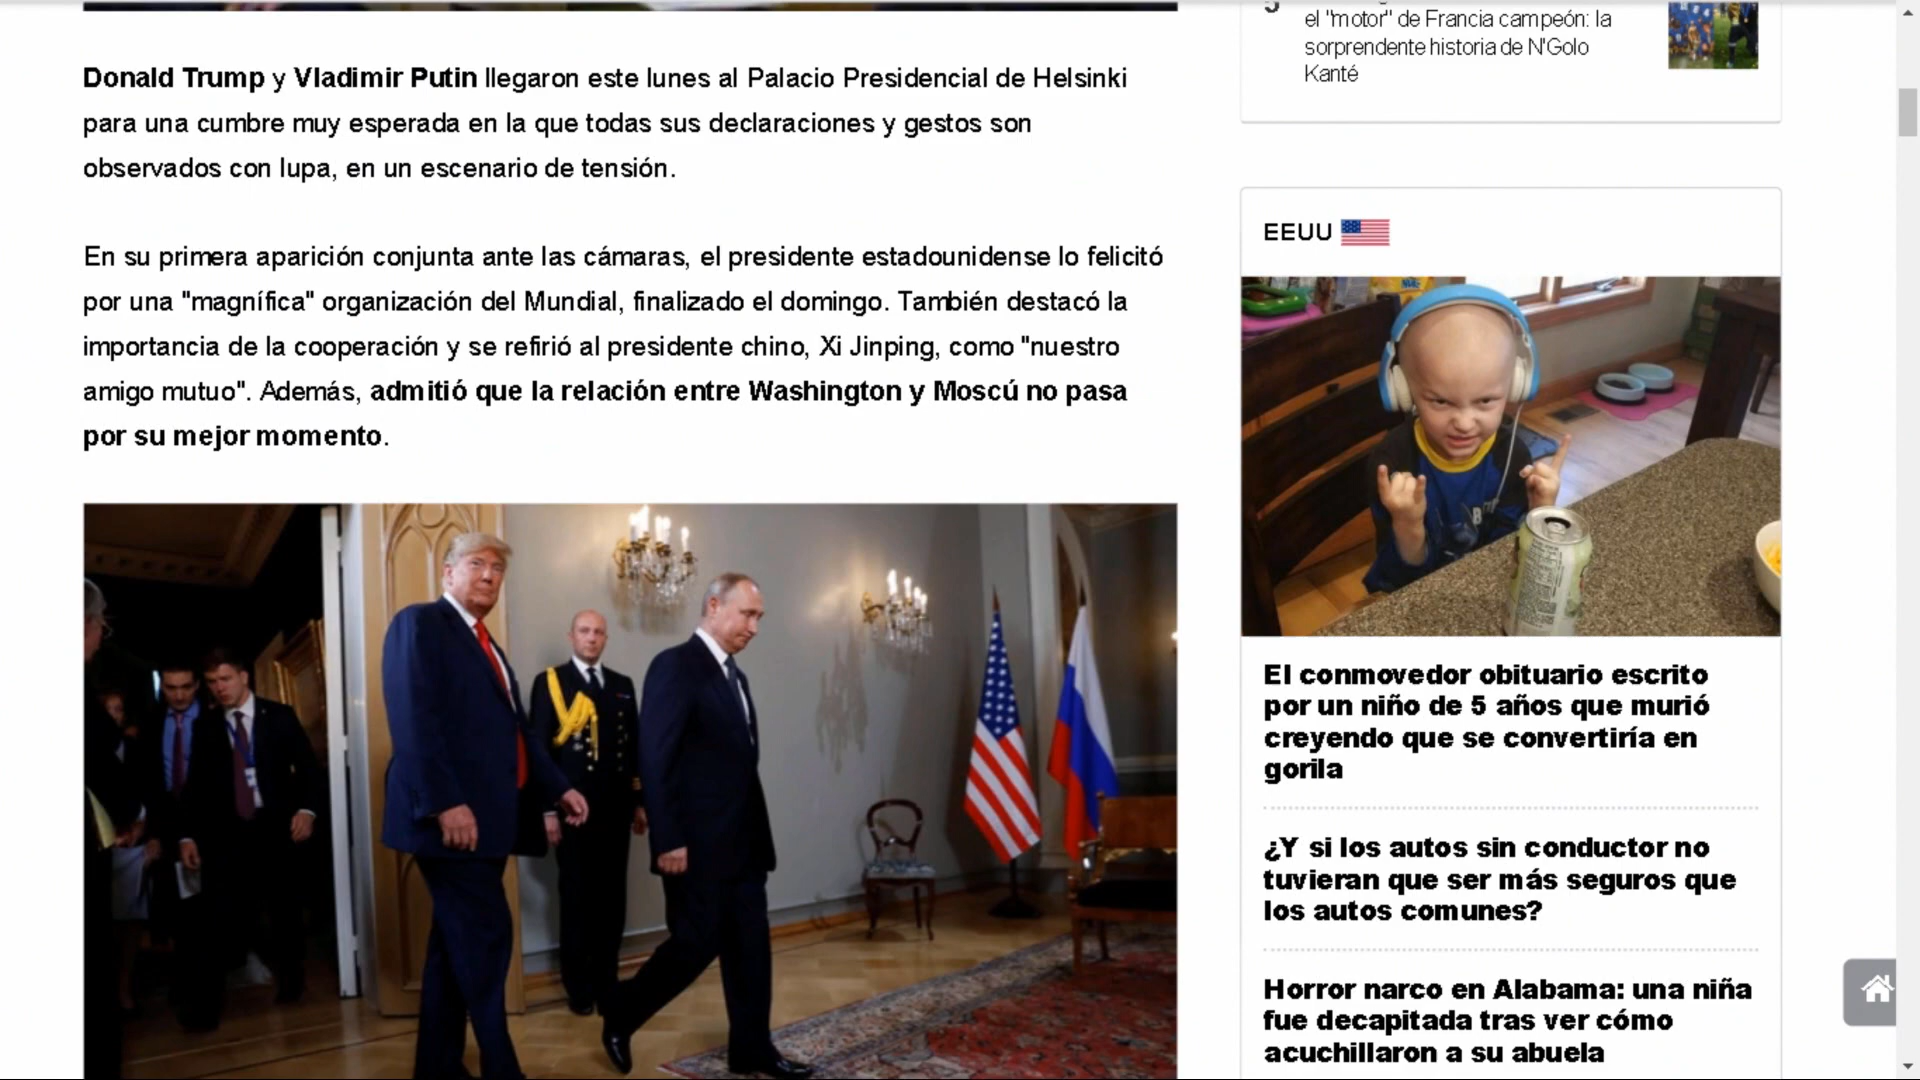 Donald Trump y Vladimir Putin llegaron este lunes al Palacio Presidencial de Helsinki
para una cumbre muy esperada en la que todas sus declaraciones y gestos son
observados con lupa, en un escenario de tensión.
En su primera aparición conjunta ante las cámaras, el presidente estadounidense lo felicitó
por una "magnífica" organización del Mundial, finalizado el domingo. También destacó la
importancia de la cooperación y se refirió al presidente chino, Xi Jinping, como "nuestro
amigo mutuo". Además, admitió que la relación entre Washington y Moscú no pasa
por su mejor momento.
5
el "motor" de Francia campeón: la
sorprendente historia de N'Golo
Kanté
EEUU
El conmovedor obituario escrito
por un niño de 5 años que murió
creyendo que se convertiría en
gorila
¿Y si los autos sin conductor no
tuvieran que ser más seguros que
los autos comunes?
Horror narco en Alabama: una niña
fue decapitada tras ver cómo
acuchillaron a su abuela